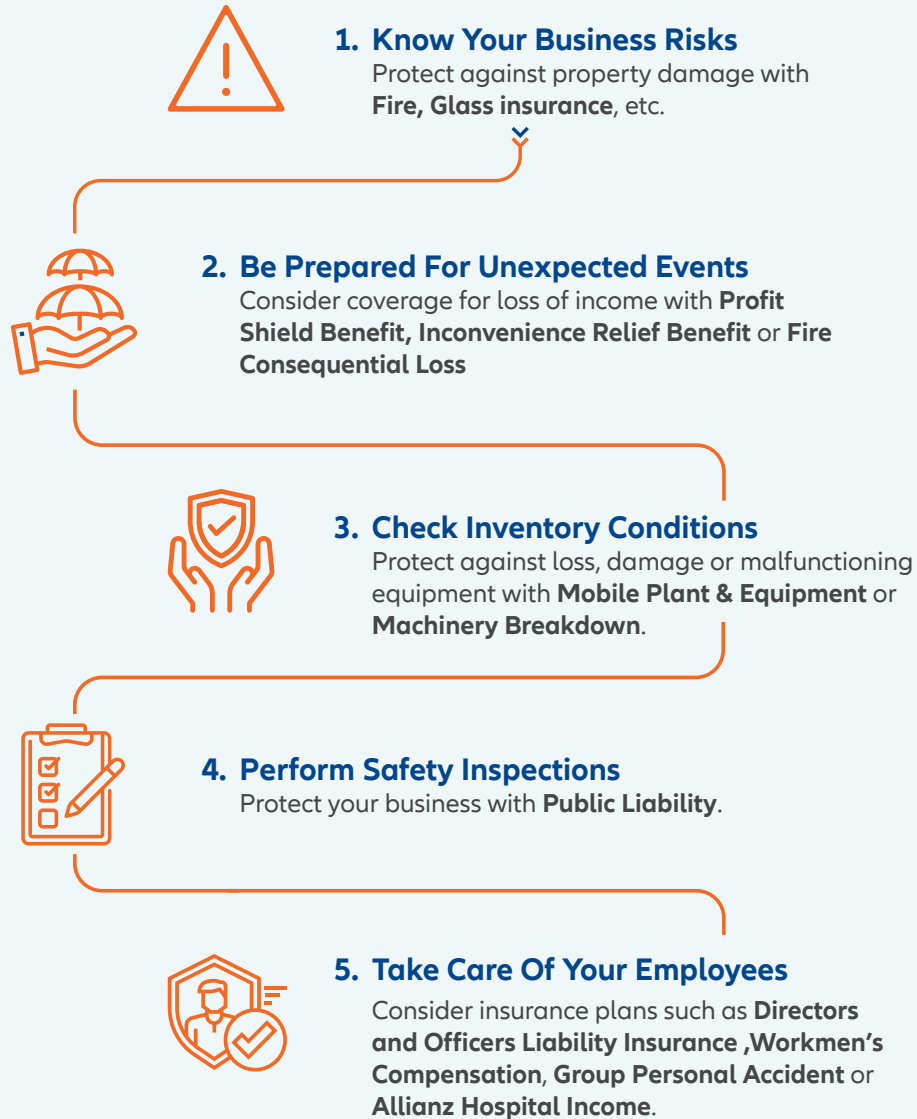 1. Know Your Business Risks
Protect against property damage with
Fire, Glass insurance, etc.
2. Be Prepared For Unexpected Events
Consider coverage for loss of income with Profit
Shield Benefit, Inconvenience Relief Benefit or Fire
Consequential Loss
3. Check Inventory Conditions
Protect against loss, damage or malfunctioning
equipment with Mobile Plant & Equipment or
Machinery Breakdown.
4. Perform Safety Inspections
Protect your business with Public Liability.
5. Take Care Of Your Employees
Consider insurance plans such as Directors
and Officers Liability Insurance ,Workmen's
Compensation, Group Personal Accident or
Allianz Hospital Income.